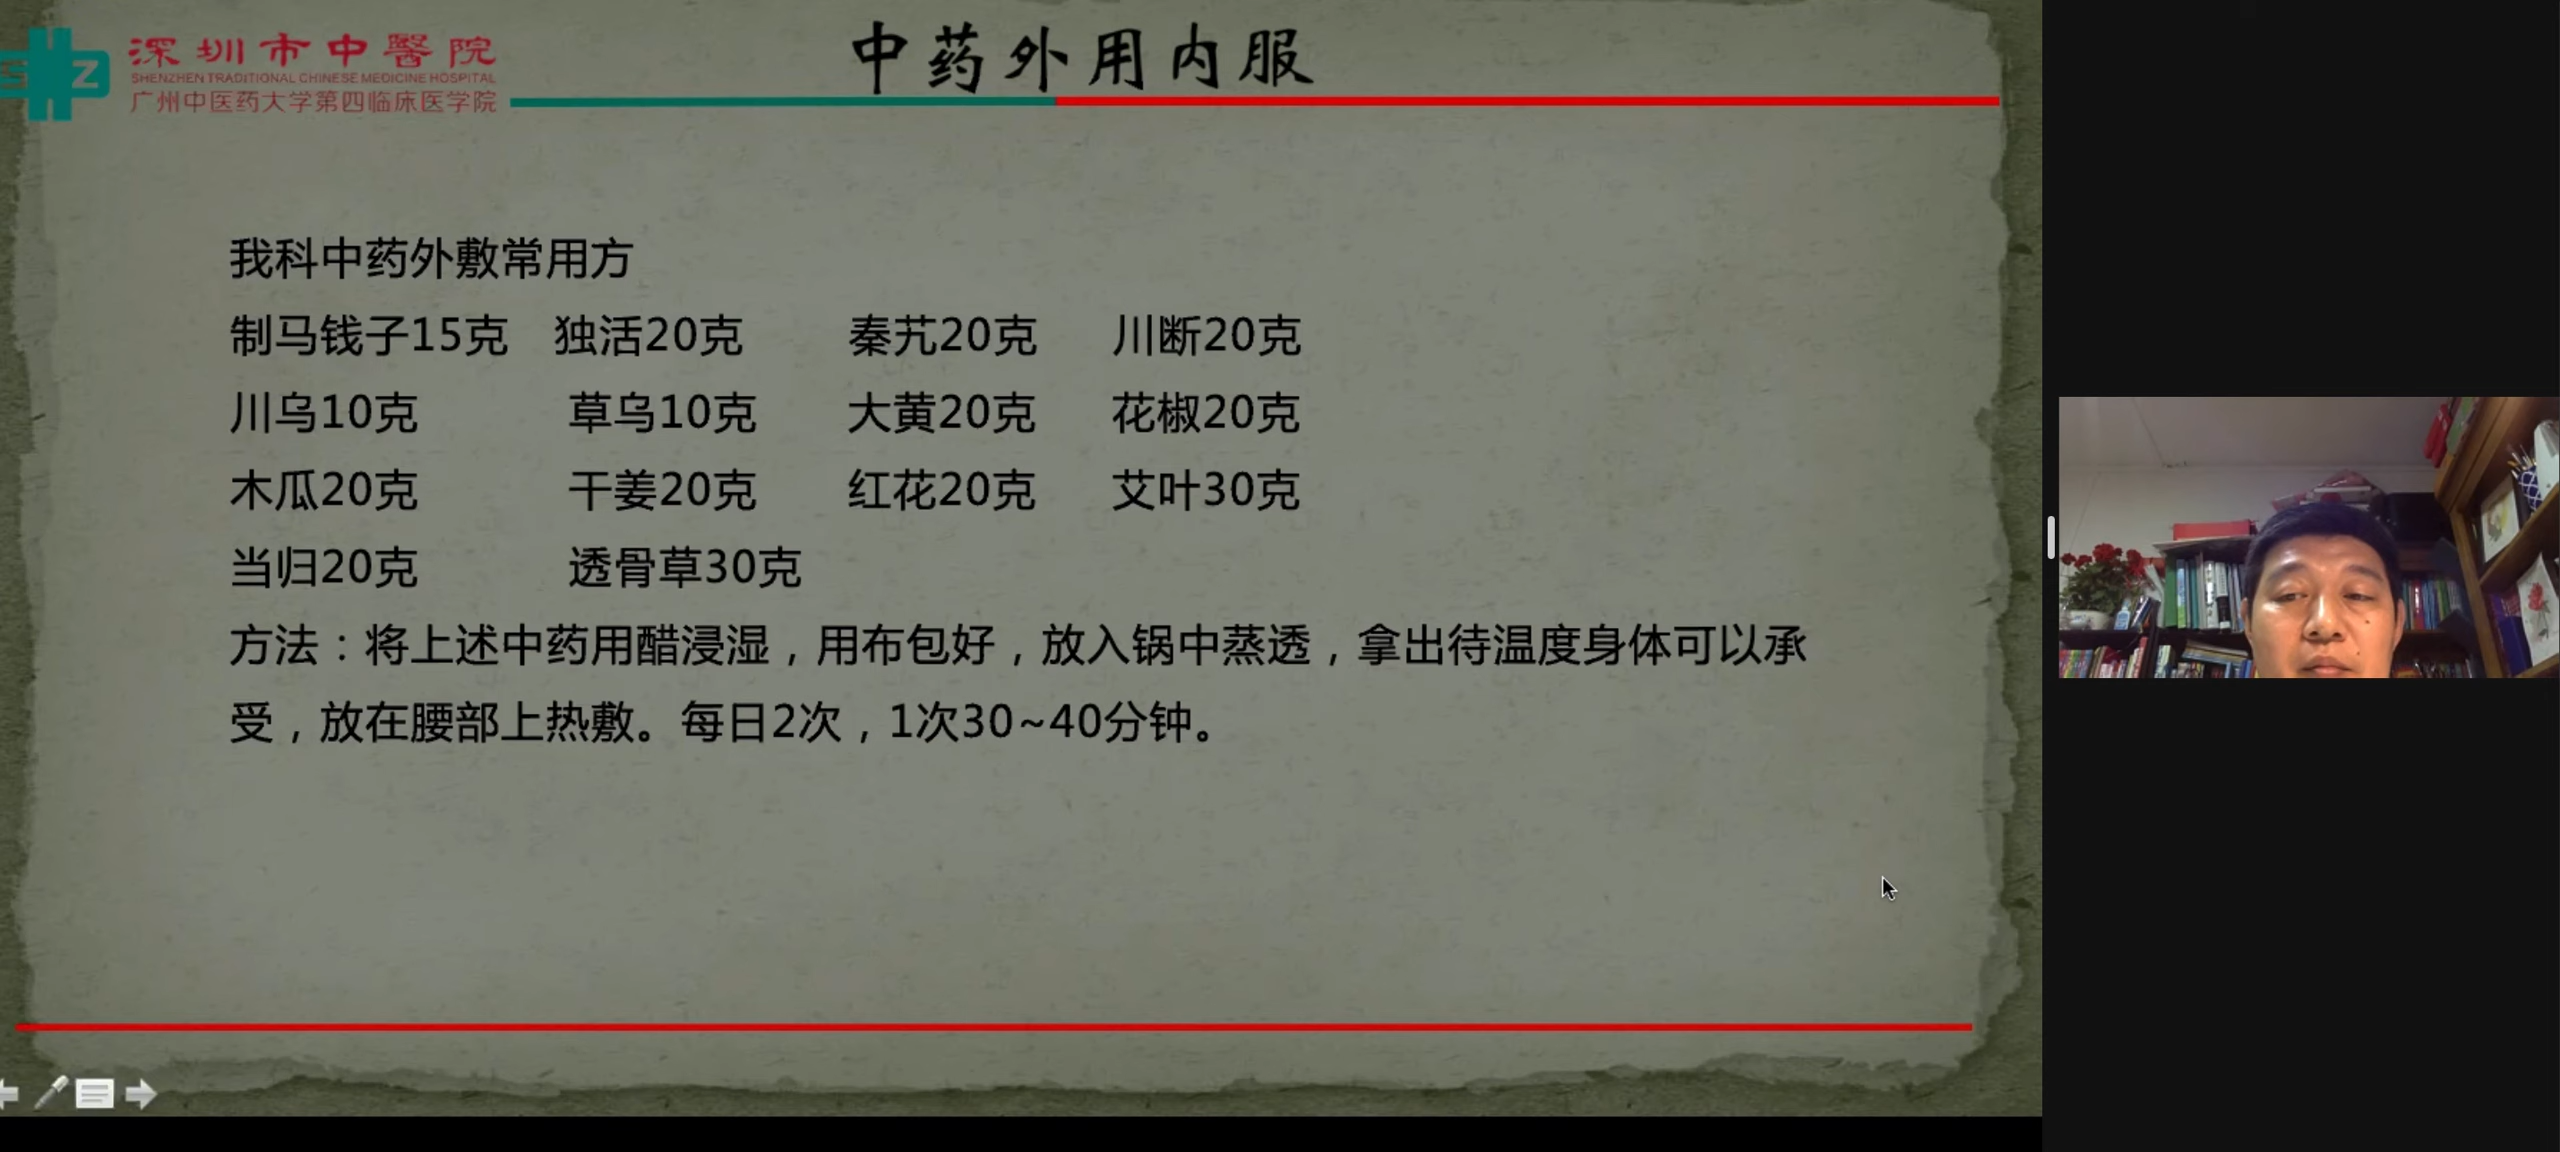 深圳市中醫院
SHENZHEN TRADITIONAL CHINESE MEDICINE HOSPITAL
广州中医药大学第四临床医学院
SZ
中药外用内服
我科中药外敷常用方
制马钱子15克 独活20克 秦艽20克 川断20克
川乌10克 草乌10克 大黄20克 花椒20克
木瓜20克 干姜20克 红花20克 艾叶30克
当归20克 透骨草30克
方法：将上述中药用醋浸湿，用布包好，放入锅中蒸透，拿出待温度身体可以承
受，放在腰部上热敷。每日2次，1次30~40分钟。